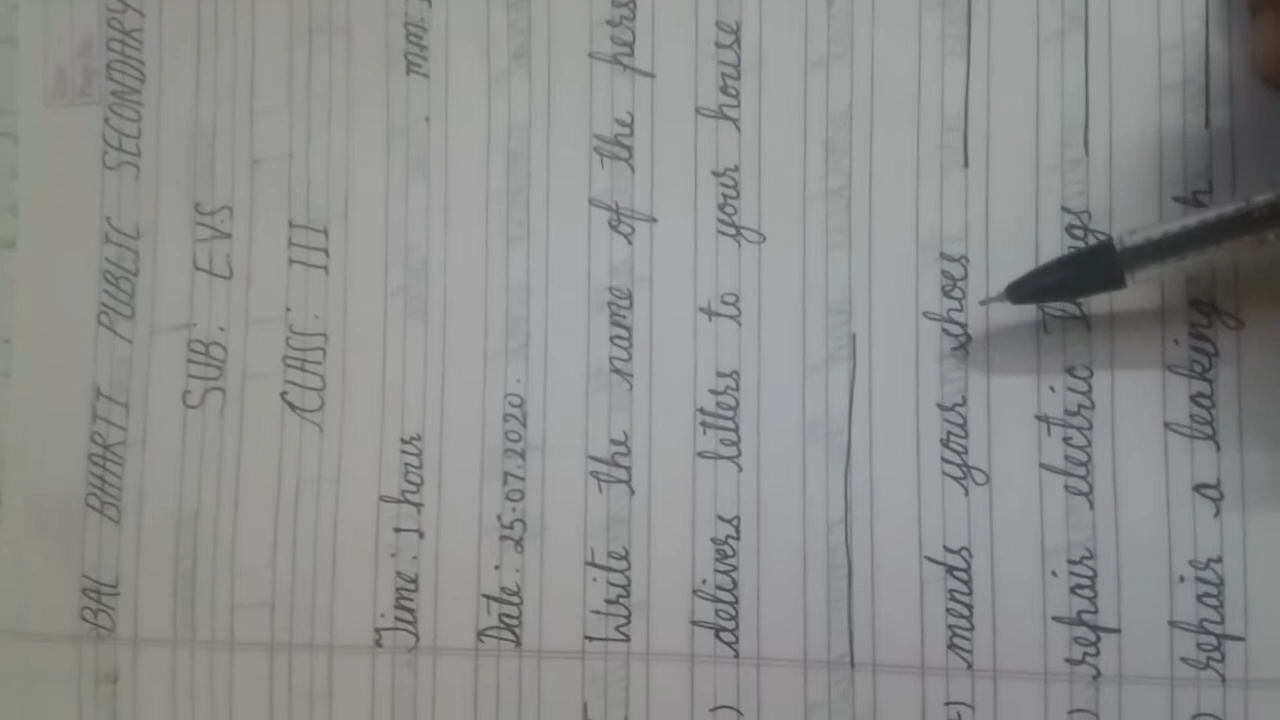 BAL BHARTI PUBLIC SECONDARY
SUB: E.V.S
CLASS: III
Time: 1 hour mm:
Date: 25.07.2020.
Write the name of the pers
) delivers letters to your house
) mends your shoes
) repair electric
) repair a leaking